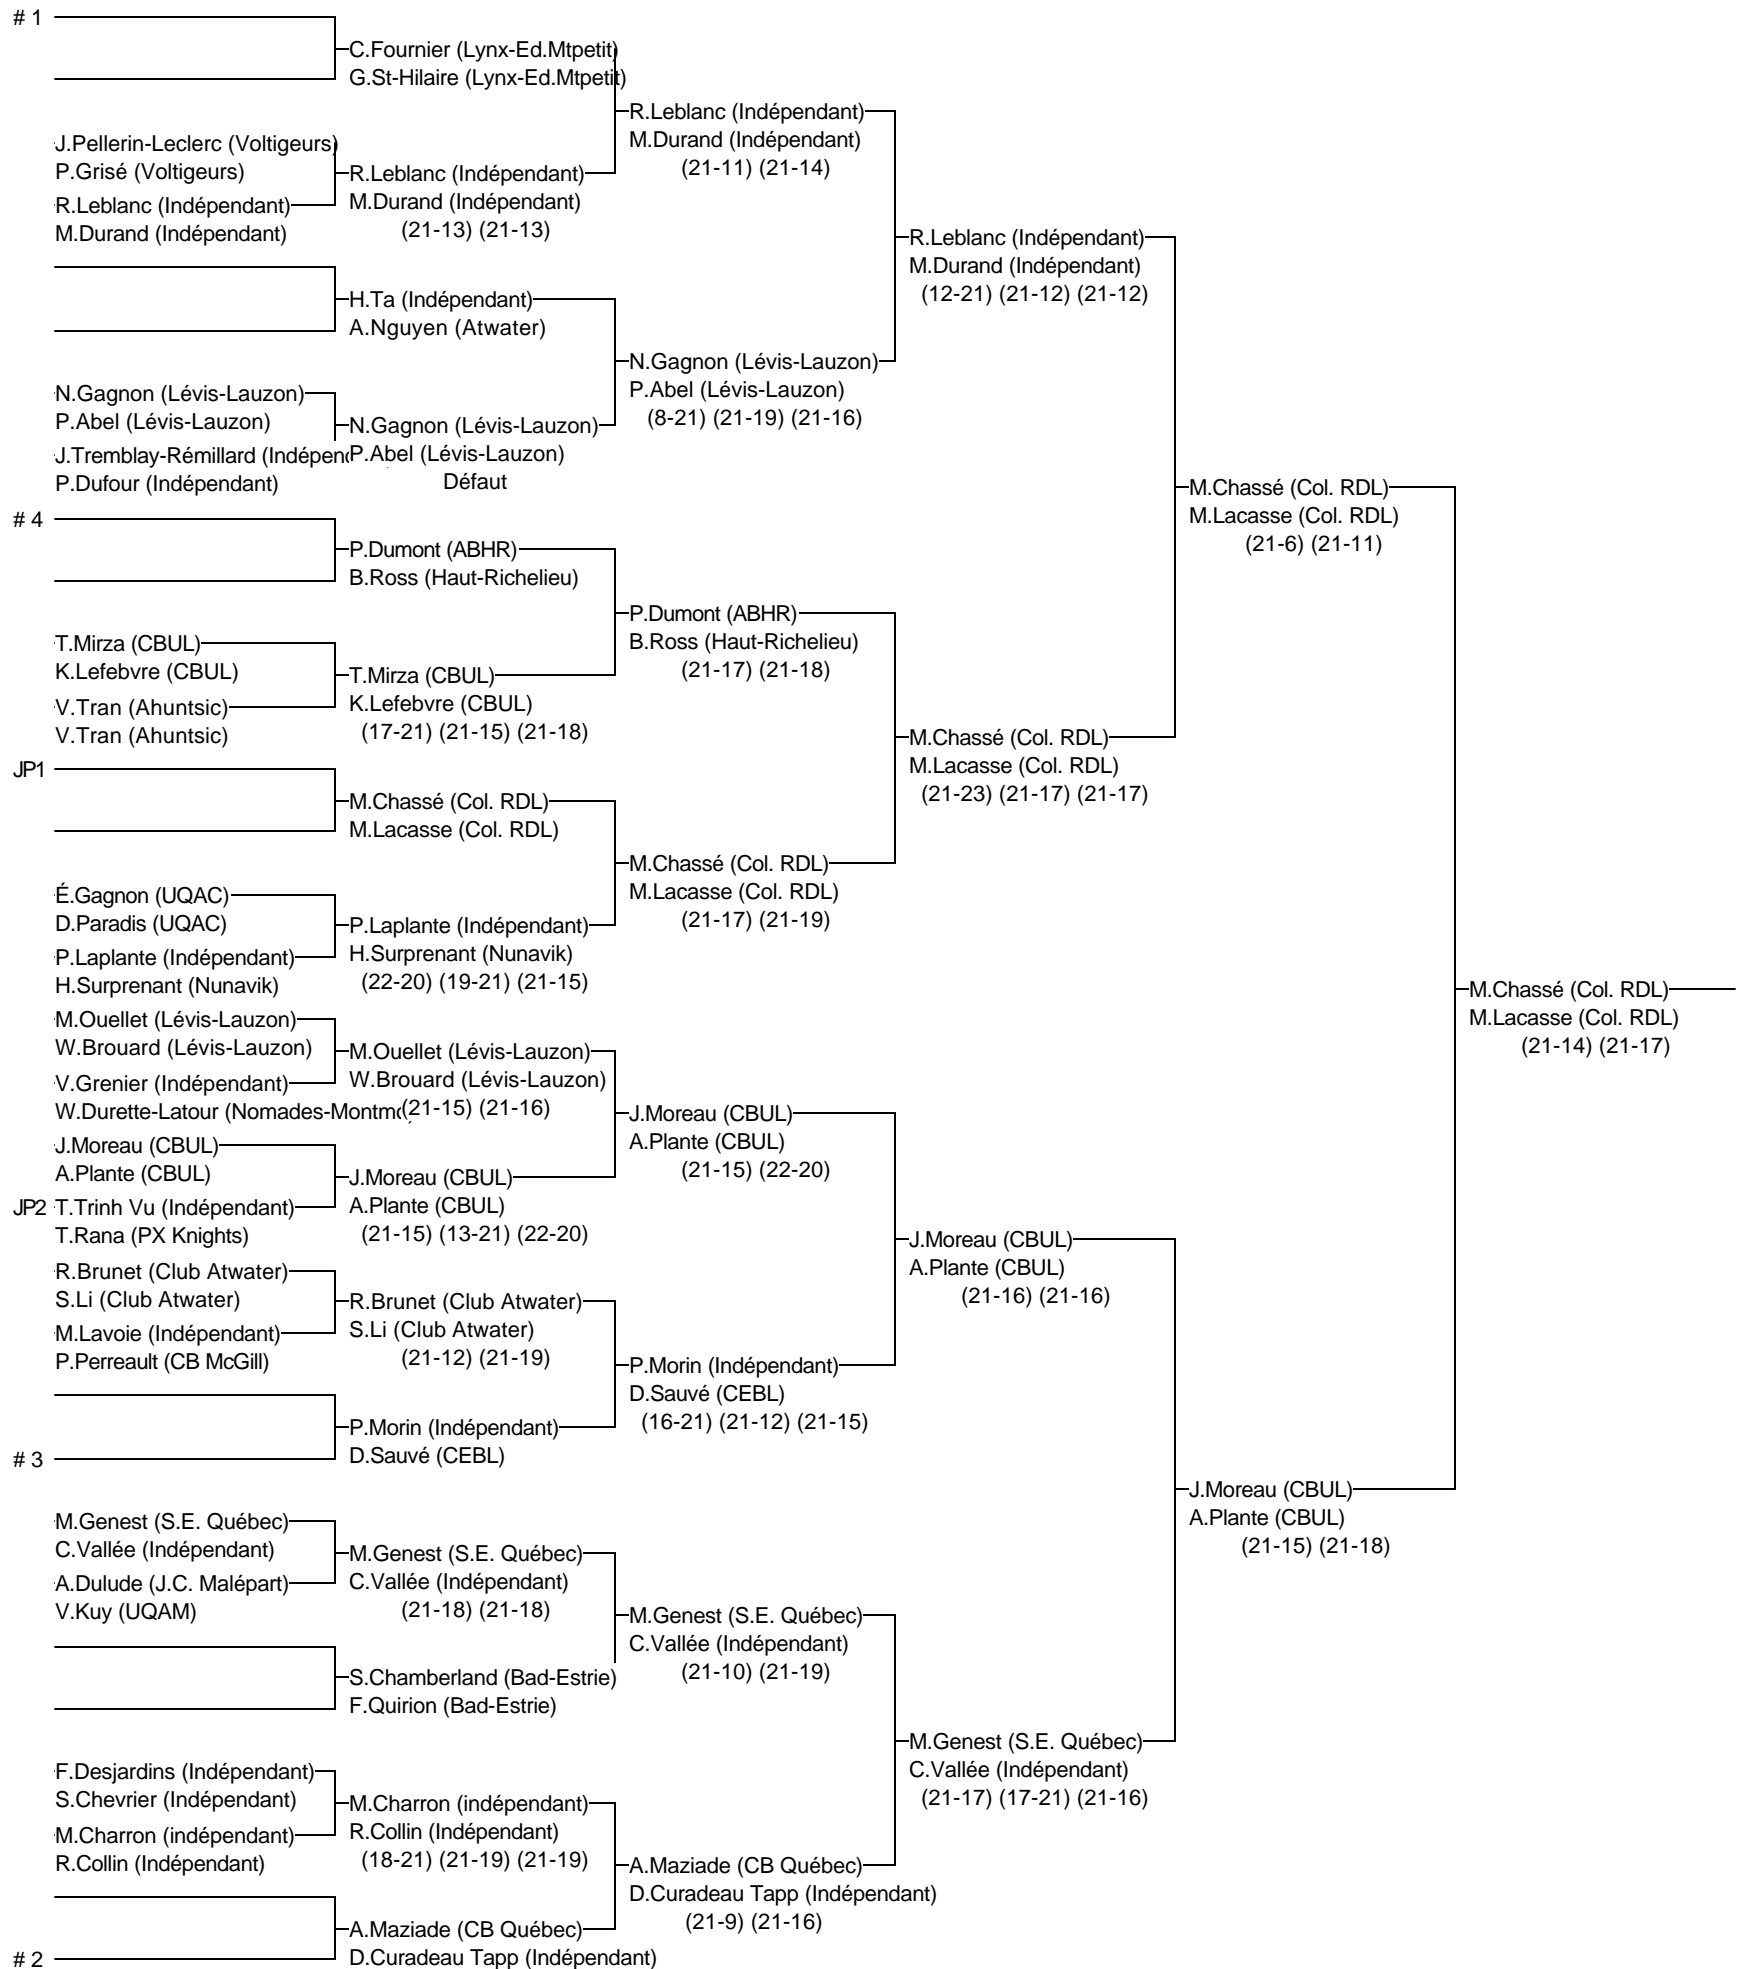 # 1
C.Fournier (Lynx-Ed.Mtpetit)
G.St-Hilaire (Lynx-Ed.Mtpetit)
R.Leblanc (Indépendant)
M.Durand (Indépendant)
(21-11) (21-14)
J.Pellerin-Leclerc (Voltigeurs)
P.Grisé (Voltigeurs)
R.Leblanc (Indépendant)
M.Durand (Indépendant)
R.Leblanc (Indépendant)
M.Durand (Indépendant)
(21-13) (21-13)
R.Leblanc (Indépendant)
M.Durand (Indépendant)
(12-21) (21-12) (21-12)
H.Ta (Indépendant)
A.Nguyen (Atwater)
N.Gagnon (Lévis-Lauzon)
P.Abel (Lévis-Lauzon)
(8-21) (21-19) (21-16)
N.Gagnon (Lévis-Lauzon)
P.Abel (Lévis-Lauzon)
J.Tremblay-Rémillard (Indépend
P.Dufour (Indépendant)
N.Gagnon (Lévis-Lauzon)
P.Abel (Lévis-Lauzon)
Défaut
M.Chassé (Col. RDL)
M.Lacasse (Col. RDL)
(21-6) (21-11)
# 4
P.Dumont (ABHR)
B.Ross (Haut-Richelieu)
P.Dumont (ABHR)
B.Ross (Haut-Richelieu)
(21-17) (21-18)
T.Mirza (CBUL)
K.Lefebvre (CBUL)
V.Tran (Ahuntsic)
V.Tran (Ahuntsic)
T.Mirza (CBUL)
K.Lefebvre (CBUL)
(17-21) (21-15) (21-18)
M.Chassé (Col. RDL)
M.Lacasse (Col. RDL)
(21-23) (21-17) (21-17)
JP1
M.Chassé (Col. RDL)
M.Lacasse (Col. RDL)
M.Chassé (Col. RDL)
M.Lacasse (Col. RDL)
(21-17) (21-19)
É.Gagnon (UQAC)
D.Paradis (UQAC)
P.Laplante (Indépendant)
H.Surprenant (Nunavik)
P.Laplante (Indépendant)
H.Surprenant (Nunavik)
(22-20) (19-21) (21-15)
M.Chassé (Col. RDL)
M.Lacasse (Col. RDL)
(21-14) (21-17)
M.Ouellet (Lévis-Lauzon)
W.Brouard (Lévis-Lauzon)
V.Grenier (Indépendant)
W.Durette-Latour (Nomades-Montm
M.Ouellet (Lévis-Lauzon)
W.Brouard (Lévis-Lauzon)
(21-15) (21-16)
J.Moreau (CBUL)
A.Plante (CBUL)
(21-15) (22-20)
J.Moreau (CBUL)
A.Plante (CBUL)
JP2 T.Trinh Vu (Indépendant)
T.Rana (PX Knights)
J.Moreau (CBUL)
A.Plante (CBUL)
(21-15) (13-21) (22-20)
J.Moreau (CBUL)
A.Plante (CBUL)
(21-16) (21-16)
R.Brunet (Club Atwater)
S.Li (Club Atwater)
M.Lavoie (Indépendant)
P.Perreault (CB McGill)
R.Brunet (Club Atwater)
S.Li (Club Atwater)
(21-12) (21-19)
P.Morin (Indépendant)
D.Sauvé (CEBL)
(16-21) (21-12) (21-15)
P.Morin (Indépendant)
D.Sauvé (CEBL)
# 3
J.Moreau (CBUL)
A.Plante (CBUL)
(21-15) (21-18)
M.Genest (S.E. Québec)
C.Vallée (Indépendant)
A.Dulude (J.C. Malépart)
V.Kuy (UQAM)
M.Genest (S.E. Québec)
C.Vallée (Indépendant)
(21-18) (21-18)
M.Genest (S.E. Québec)
C.Vallée (Indépendant)
(21-10) (21-19)
S.Chamberland (Bad-Estrie)
F.Quirion (Bad-Estrie)
M.Genest (S.E. Québec)
C.Vallée (Indépendant)
(21-17) (17-21) (21-16)
F.Desjardins (Indépendant)
S.Chevrier (Indépendant)
M.Charron (indépendant)
R.Collin (Indépendant)
M.Charron (indépendant)
R.Collin (Indépendant)
(18-21) (21-19) (21-19)
A.Maziade (CB Québec)
D.Curadeau Tapp (Indépendant)
(21-9) (21-16)
A.Maziade (CB Québec)
D.Curadeau Tapp (Indépendant)
# 2